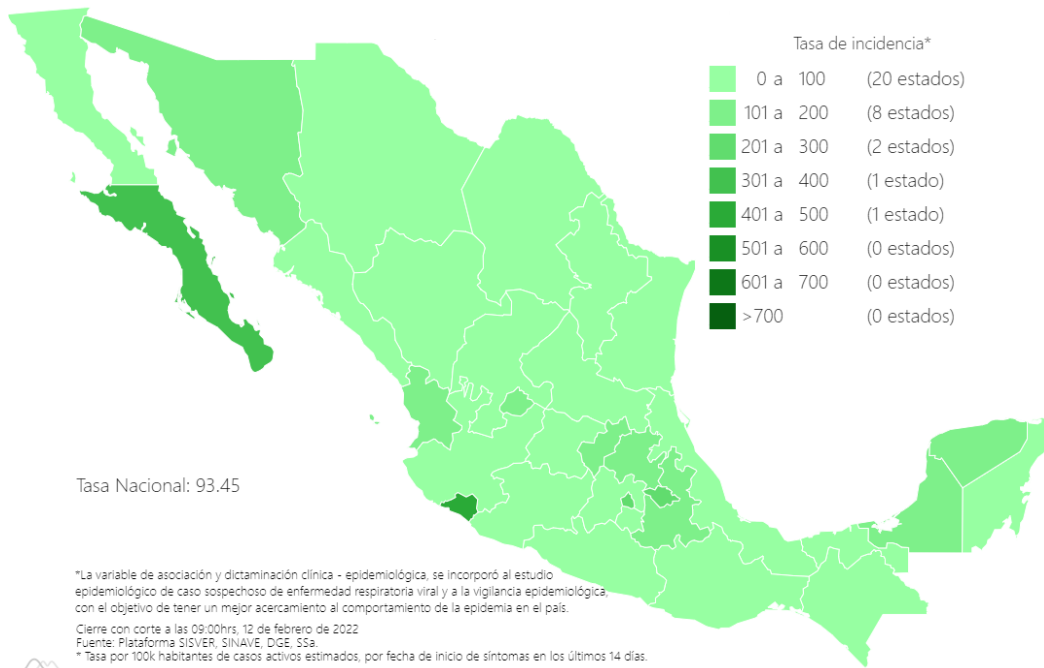 Tasa de incidencia*
0 a 100 (20 estados)
101 a 200 (8 estados)
201 a 300 (2 estados)
301 a 400 (1 estado)
401 a 500 (1 estado)
501 a 600 (0 estados)
601 a 700 (0 estados)
>700 (0 estados)
Tasa Nacional: 93.45
*La variable de asociación y dictaminación clínica - epidemiológica, se incorporó al estudio
epidemiológico de caso sospechoso de enfermedad respiratoria viral y a la vigilancia epidemiológica,
con el objetivo de tener un mejor acercamiento al comportamiento de la epidemia en el país.
Cierre con corte a las 09:00hrs, 12 de febrero de 2022
Fuente: Plataforma SISVER, SINAVE, DGE, SSa.
* Tasa por 100k habitantes de casos activos estimados, por fecha de inicio de síntomas en los últimos 14 días.